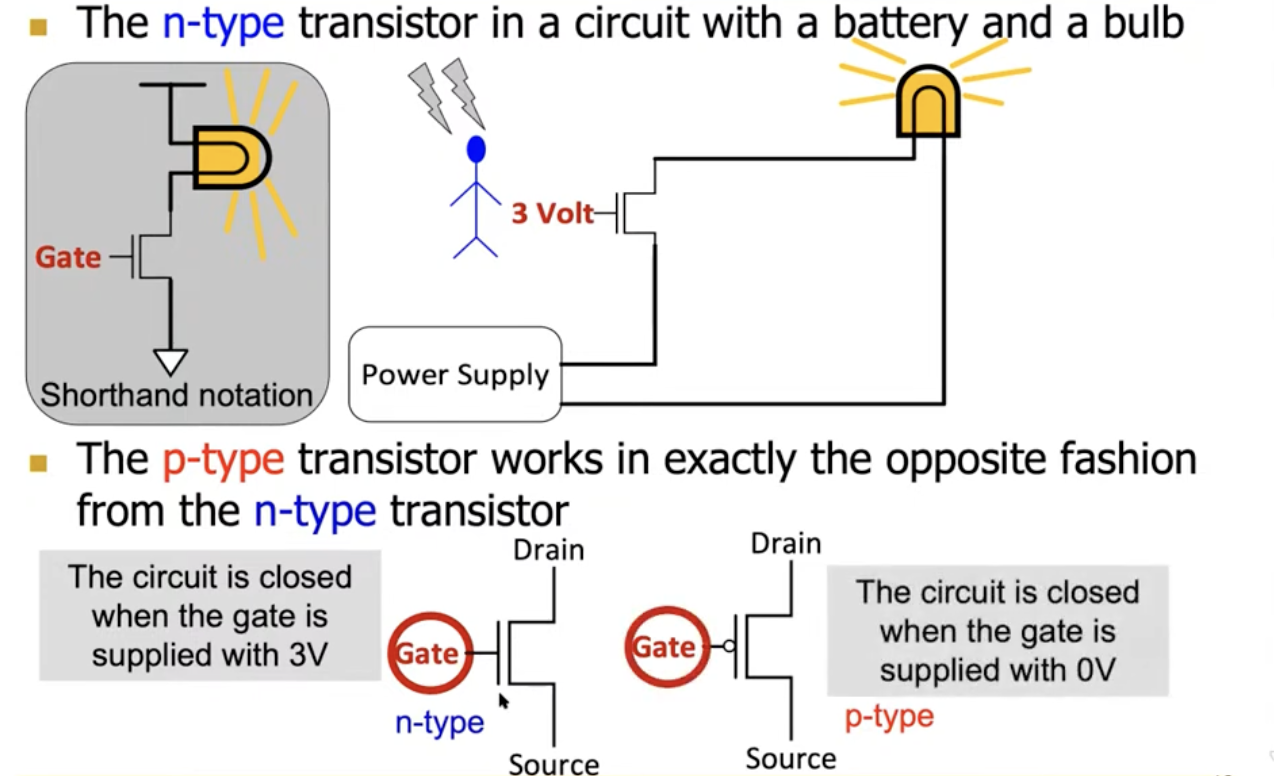 The n-type transistor in a circuit with a battery and a bulb
Gate
Shorthand notation
3 Volt
Power Supply
The p-type transistor works in exactly the opposite fashion
from the n-type transistor
The circuit is closed
when the gate is
supplied with 3V
Drain
Gate
n-type
Source
Drain
Gate
Source
The circuit is closed
when the gate is
supplied with 0V
p-type